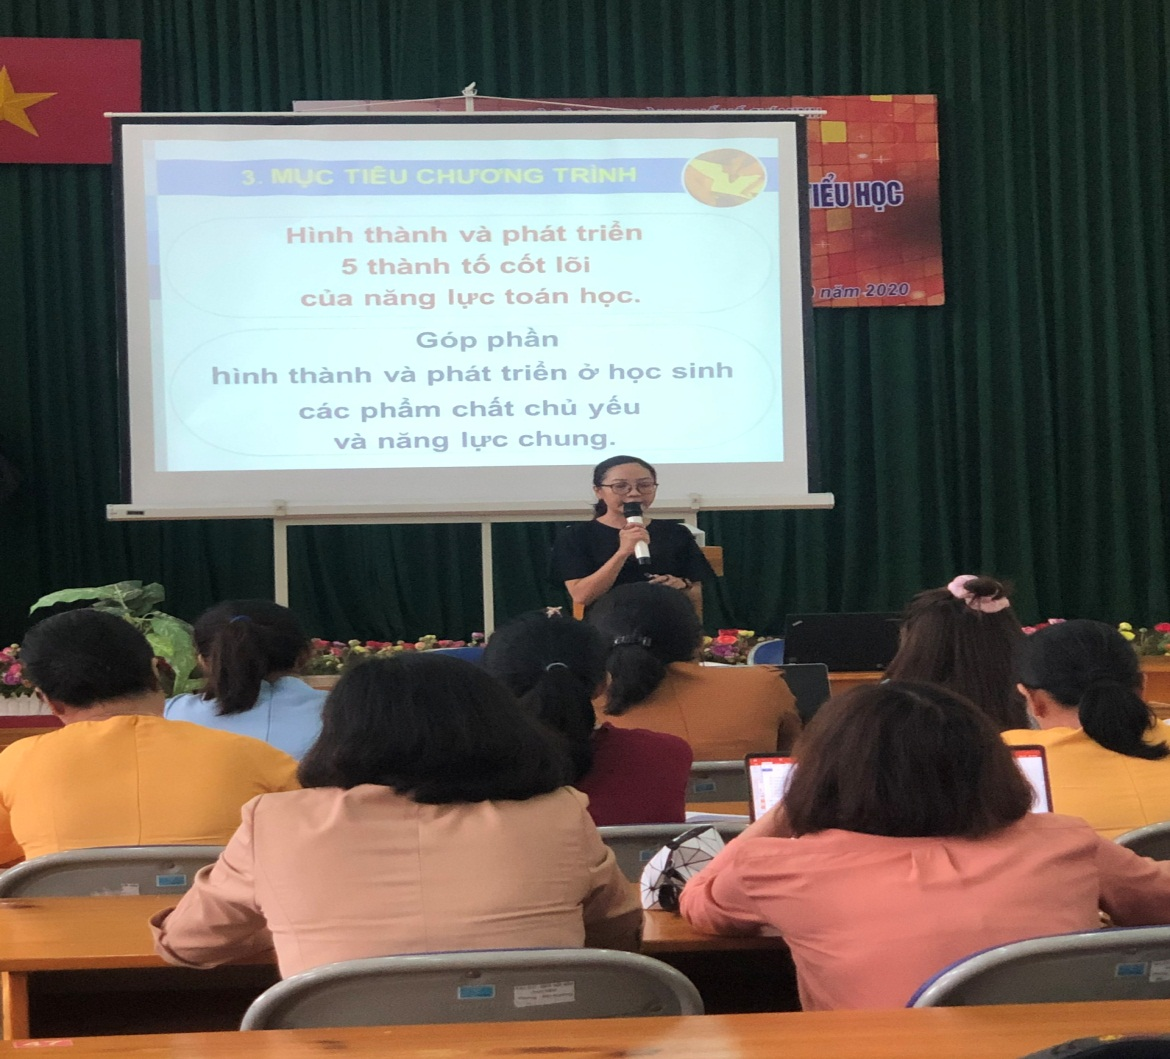 3. MỤC TIÊU CHƯƠNG TRÌNH
Hình thành và phát triển
5 thành tố cốt lõi
của năng lực toán học.
Góp phần
hình thành và phát triển ở học sinh
các phẩm chất chủ yếu
và năng lực chung.
TIỂU HỌC
năm 2020
A7